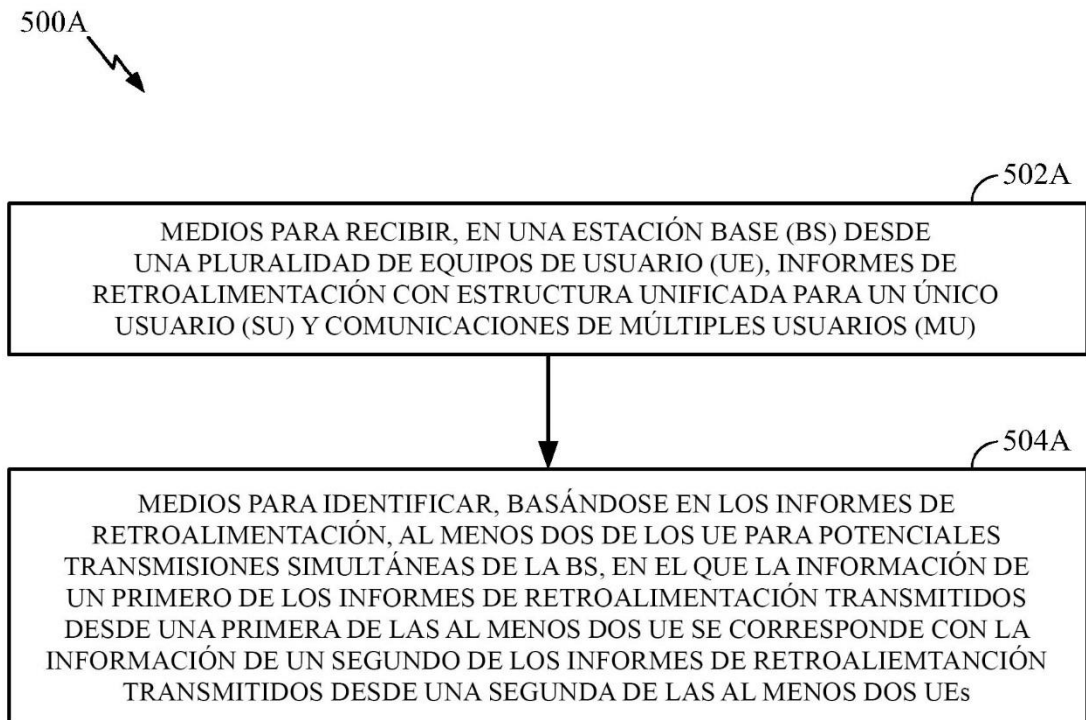 500A
502A
MEDIOS PARA RECIBIR, EN UNA ESTACIÓN BASE (BS) DESDE
UNA PLURALIDAD DE EQUIPOS DE USUARIO (UE), INFORMES DE
RETROALIMENTACIÓN CON ESTRUCTURA UNIFICADA PARA UN ÚNICO
USUARIO (SU) Y COMUNICACIONES DE MÚLTIPLES USUARIOS (MU)
504A
MEDIOS PARA IDENTIFICAR, BASÁNDOSE EN LOS INFORMES DE
RETROALIMENTACIÓN, AL MENOS DOS DE LOS UE PARA POTENCIALES
TRANSMISIONES SIMULTÁNEAS DE LA BS, EN EL QUE LA INFORMACIÓN DE
UN PRIMERO DE LOS INFORMES DE RETROALIMENTACIÓN TRANSMITIDOS
DESDE UNA PRIMERA DE LAS AL MENOS DOS UE SE CORRESPONDE CON LA
INFORMACIÓN DE UN SEGUNDO DE LOS INFORMES DE RETROALIEMTANCIÓN
TRANSMITIDOS DESDE UNA SEGUNDA DE LAS AL MENOS DOS UEs